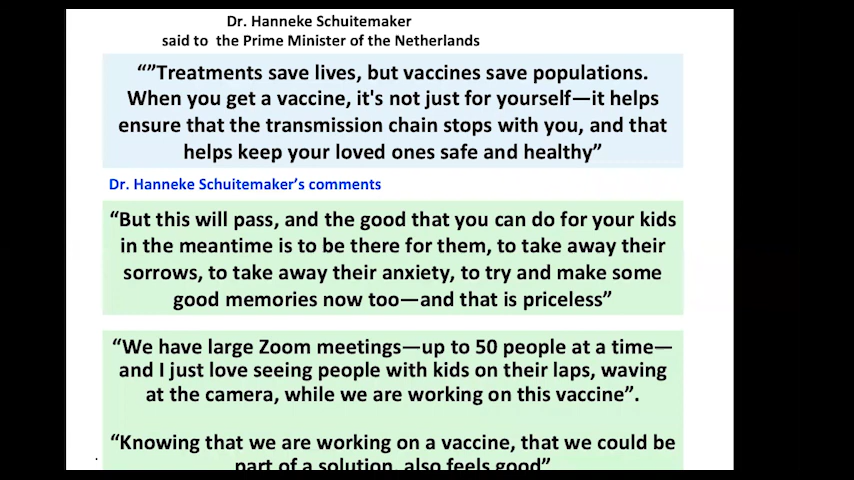 Dr. Hanneke Schuitemaker
said to  the Prime Minister of the Netherlands
“”Treatments save lives, but vaccines save populations.
When you get a vaccine, it's not just for yourself—it helps
ensure that the transmission chain stops with you, and that
helps keep your loved ones safe and healthy”
Dr. Hanneke Schuitemaker’s comments
“But this will pass, and the good that you can do for your kids
in the meantime is to be there for them, to take away their
sorrows, to take away their anxiety, to try and make some
good memories now too—and that is priceless”
“We have large Zoom meetings—up to 50 people at a time—
and I just love seeing people with kids on their laps, waving
at the camera, while we are working on this vaccine”.
“Knowing that we are working on a vaccine, that we could be
part of a solution, also feels good”